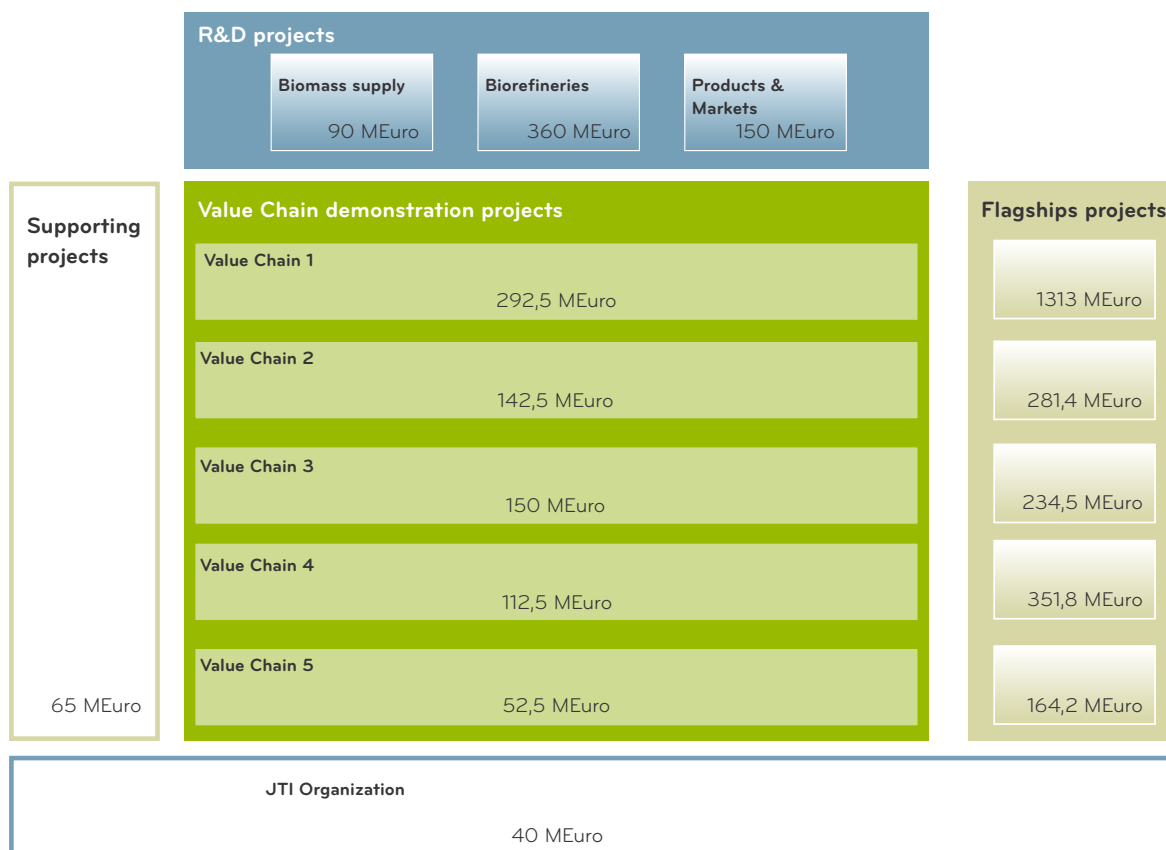 R&D projects
Biomass supply
90 MEuro
Biorefineries
360 MEuro
Products &
Markets
150 MEuro
Supporting
projects
65 MEuro
Value Chain demonstration projects
Value Chain 1
292,5 MEuro
Value Chain 2
142,5 MEuro
Value Chain 3
150 MEuro
Value Chain 4
112,5 MEuro
Value Chain 5
52,5 MEuro
Flagships projects
1313 MEuro
281,4 MEuro
234,5 MEuro
351,8 MEuro
164,2 MEuro
JTI Organization
40 MEuro